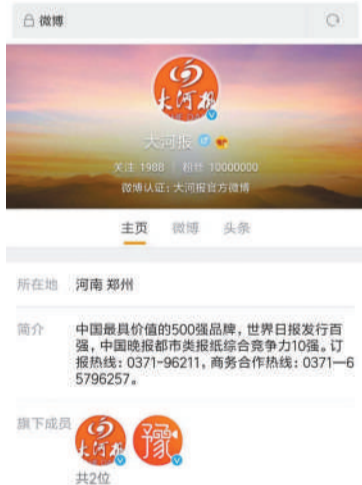 微博
大河报
大河报
关注 1988 粉丝 10000000
微博认证：大河报官方微博
主页 微博 头条
所在地 河南 郑州
简介 中国最具价值的500强品牌，世界日报发行百
强，中国晚报都市类报纸综合竞争力10强。订
报热线：0371-96211，商务合作热线：0371—6
5796257。
旗下成员 大河报 豫
共2位